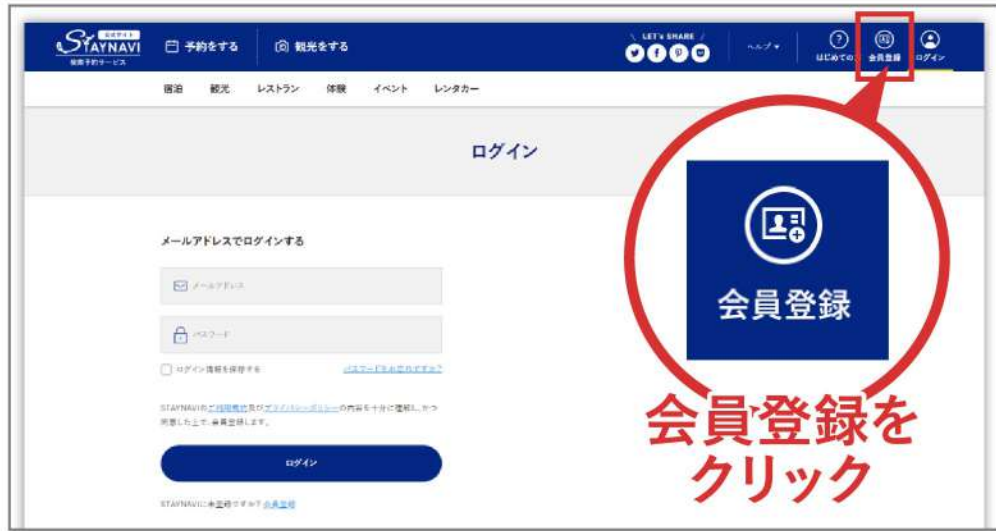 公式サイト
STAYNAVI
予約をする
観光をする
LET's SHARE
ヘルプ
はじめての
会員登録
ログイン
宿泊 観光 レストラン 体験 イベント レンタカー
ログイン
メールアドレスでログインする
メールアドレス
パスワード
ログイン情報を保存する
パスワードをお忘れですか?
STAYNAVIのご利用規約及びプライバシーポリシーの内容を十分に理解し、かつ
同意した上で、会員登録します。
ログイン
STAYNAVIに未登録ですか? 会員登録
会員登録
会員登録を
クリック